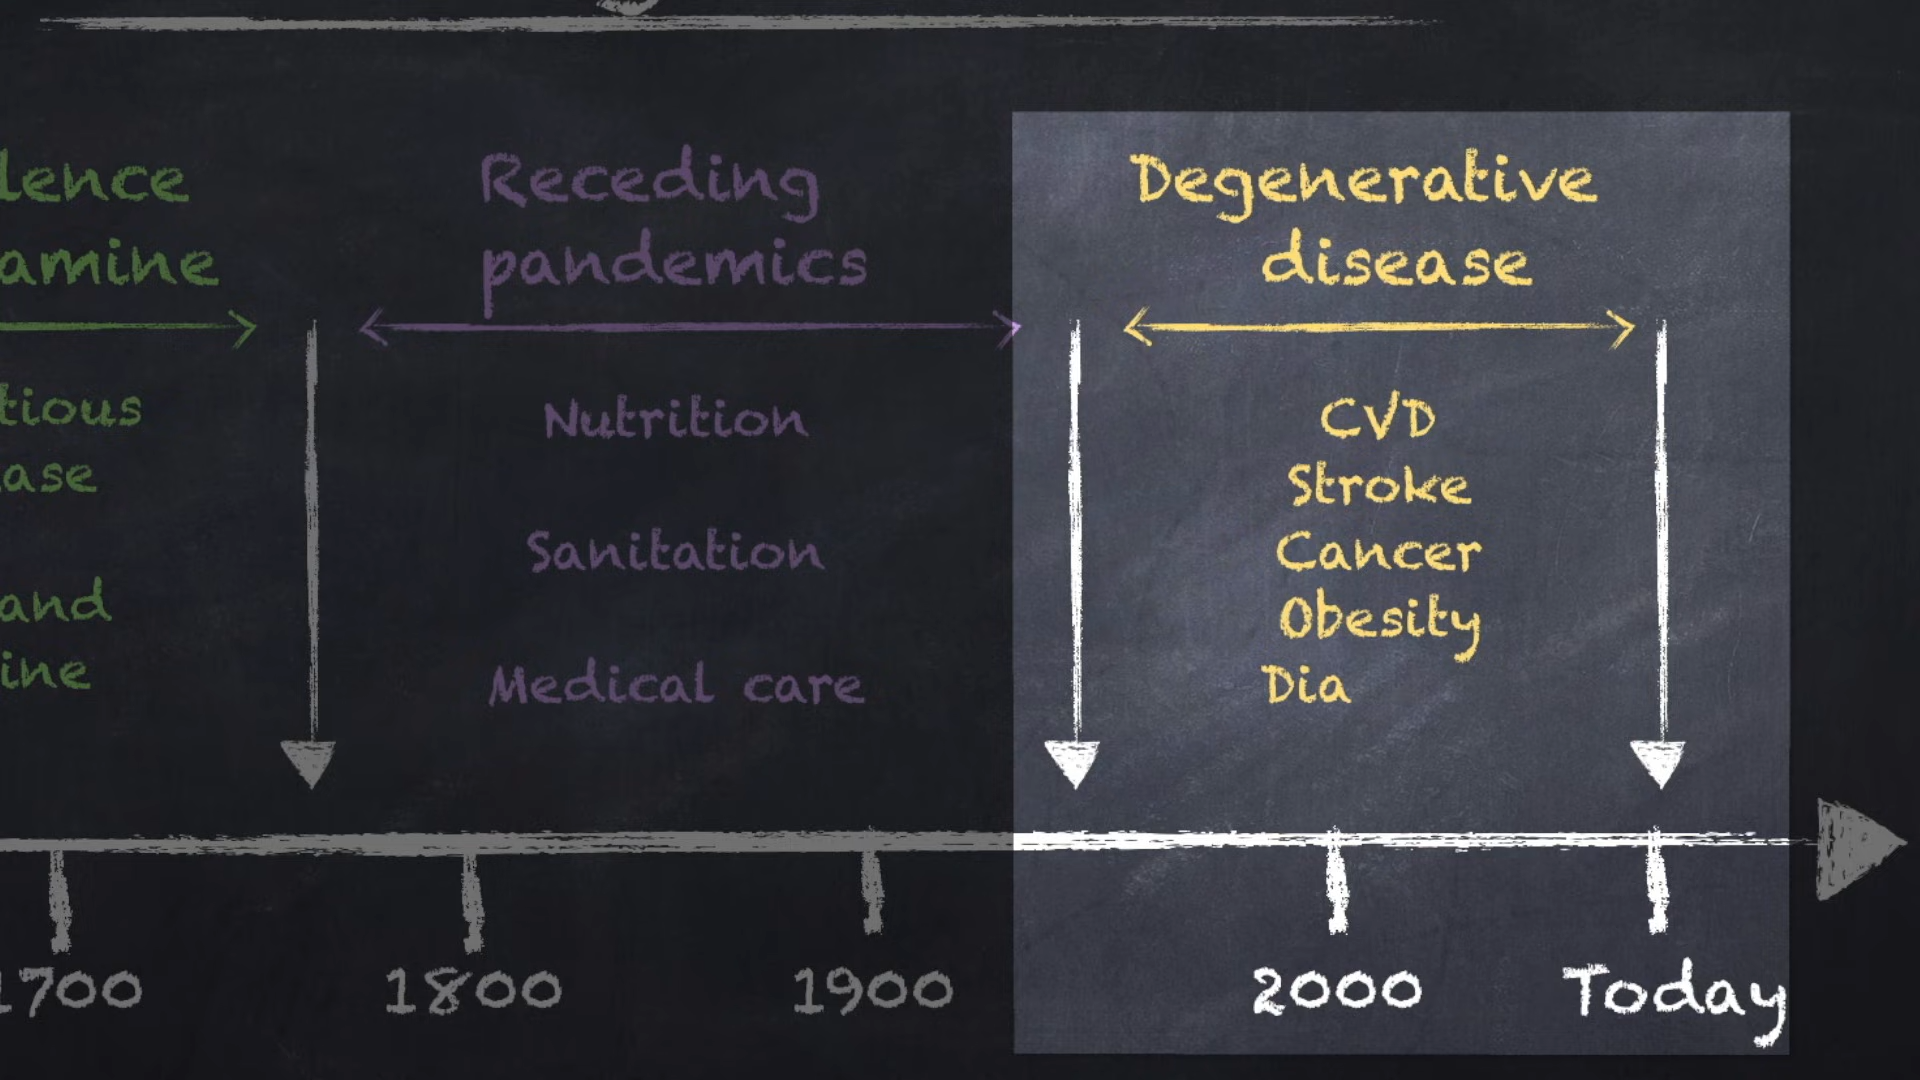 lence
amine
tious
ase
and
ine
Receding
pandemics
Nutrition
Sanitation
Medical care
Degenerative
disease
CVD
Stroke
Cancer
Obesity
Dia
1700
1800
1900
2000
Today